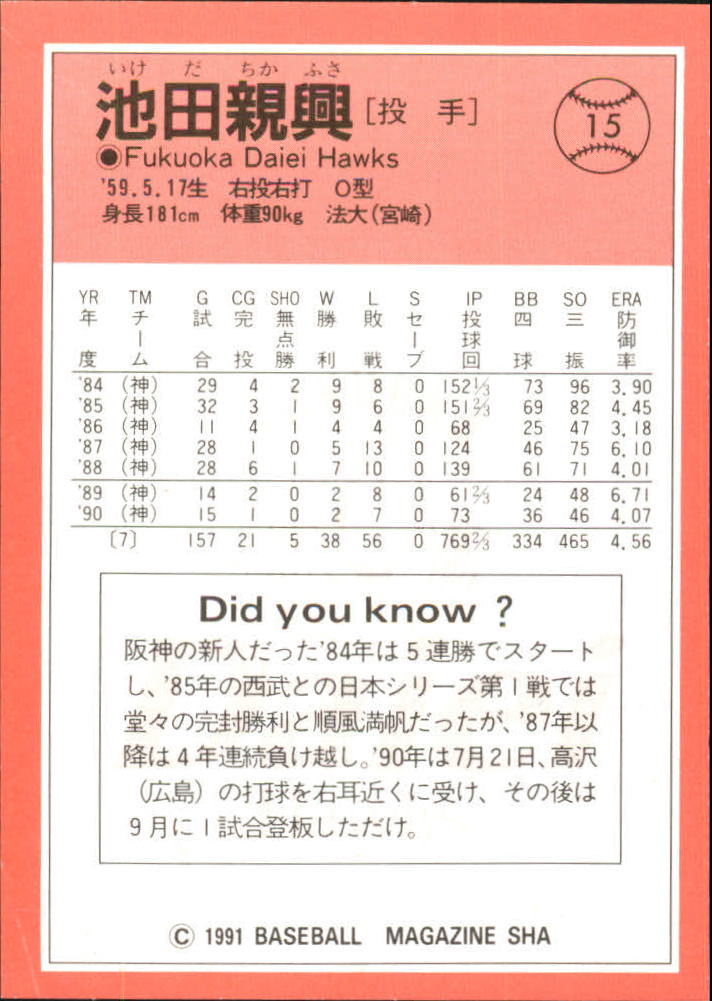 いけ だ ちか ふさ
池田親興 [投 手]
15
●Fukuoka Daiei Hawks
'59.5.17生 右投右打 O型
身長181cm 体重90kg 法大(宮崎)
YR TM G CG SHO W L S IP BB SO ERA
年度 チーム 試合 完投 無点勝 勝利 敗戦 セーブ 投球回 四球 三振 防御率
'84 (神) 29 4 2 9 8 0 152⅓ 73 96 3.90
'85 (神) 32 3 1 9 6 0 151⅔ 69 82 4.45
'86 (神) 11 4 1 4 4 0 68 25 47 3.18
'87 (神) 28 1 0 5 13 0 124 46 75 6.10
'88 (神) 28 6 1 7 10 0 139 61 71 4.01
'89 (神) 14 2 0 2 8 0 61⅔ 24 48 6.71
'90 (神) 15 1 0 2 7 0 73 36 46 4.07
〔7〕 157 21 5 38 56 0 769⅔ 334 465 4.56
Did you know ?
阪神の新人だった'84年は5連勝でスタート
し、'85年の西武との日本シリーズ第1戦では
堂々の完封勝利と順風満帆だったが、'87年以
降は4年連続負け越し。'90年は7月21日、高沢
(広島)の打球を右耳近くに受け、その後は
9月に1試合登板しただけ。
© 1991 BASEBALL MAGAZINE SHA